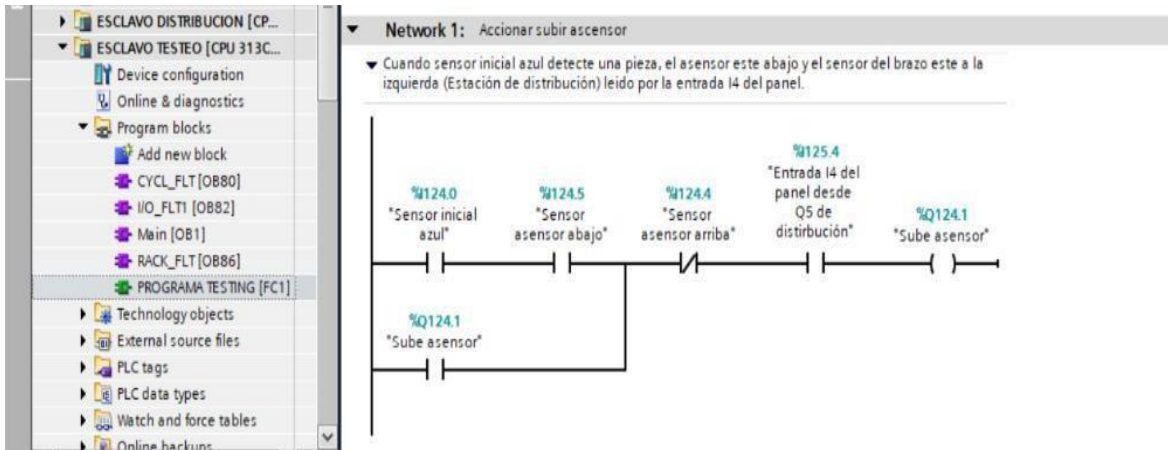 ESCLAVO DISTRIBUCION [CP...
ESCLAVO TESTEO [CPU 313C...
Device configuration
Online & diagnostics
Program blocks
Add new block
CYCL_FLT [OB80]
I/O_FLT1 [OB82]
Main [OB1]
RACK_FLT [OB86]
PROGRAMA TESTING [FC1]
Technology objects
External source files
PLC tags
PLC data types
Watch and force tables
Online backups
Network 1: Accionar subir ascensor
Cuando sensor inicial azul detecte una pieza, el asensor este abajo y el sensor del brazo este a la
izquierda (Estación de distribución) leido por la entrada I4 del panel.
%I124.0
"Sensor inicial
azul"
%I124.5
"Sensor
asensor abajo"
%I124.4
"Sensor
asensor arriba"
%I125.4
"Entrada I4 del
panel desde
Q5 de
distirbución"
%Q124.1
"Sube asensor"
%Q124.1
"Sube asensor"